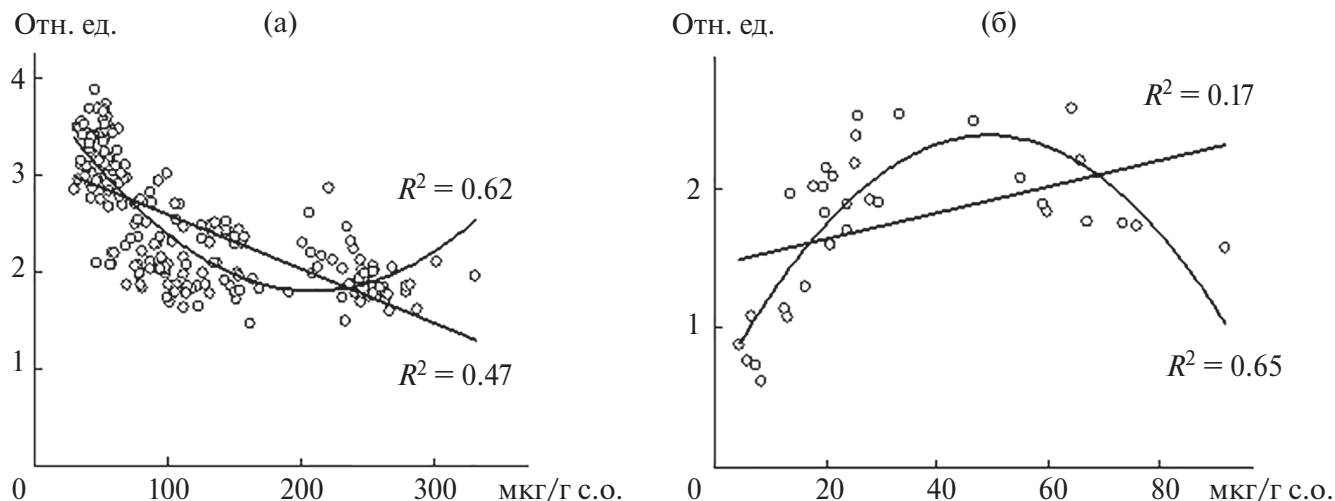 Отн. ед.
(а)
4
3
2
1
0
100
200
300
мкг/г с.о.
R² = 0.62
R² = 0.47
Отн. ед.
(б)
2
1
0
20
40
60
80
мкг/г с.о.
R² = 0.17
R² = 0.65